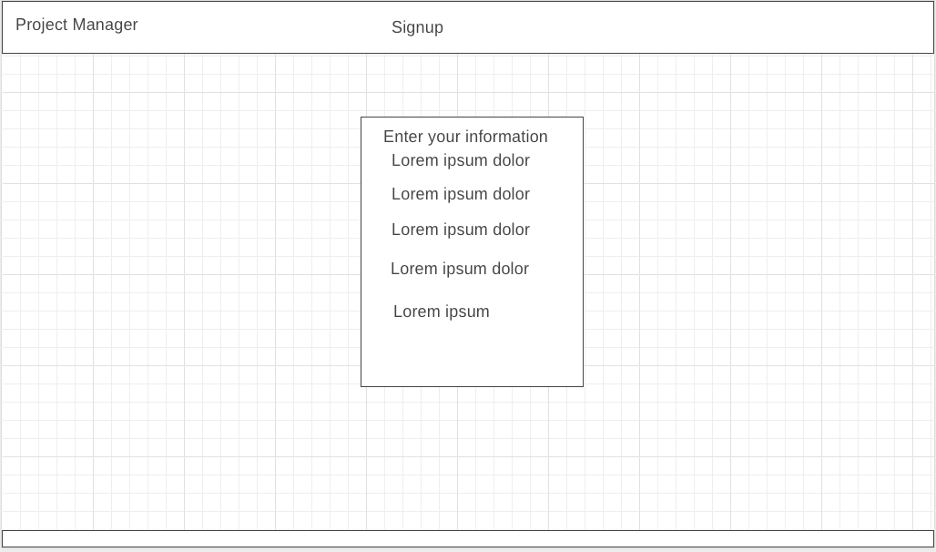 Project Manager
Signup
Enter your information
Lorem ipsum dolor
Lorem ipsum dolor
Lorem ipsum dolor
Lorem ipsum dolor
Lorem ipsum